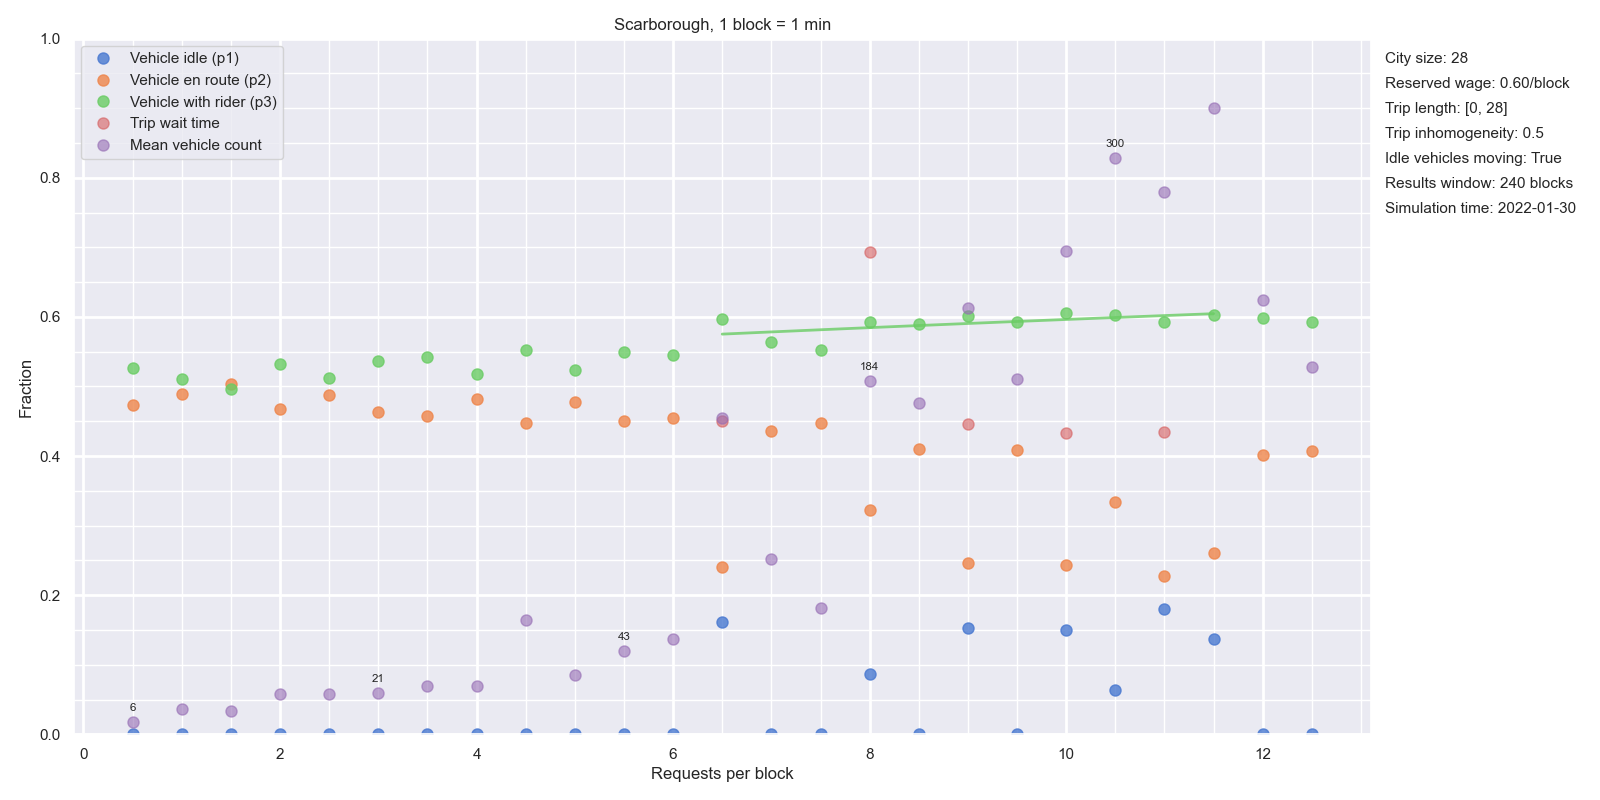 Scarborough, 1 block = 1 min
1.0
0.8
0.6
0.4
0.2
0.0
Fraction
Vehicle idle (p1)
Vehicle en route (p2)
Vehicle with rider (p3)
Trip wait time
Mean vehicle count
6
21
43
184
300
0
2
4
6
8
10
12
Requests per block
City size: 28
Reserved wage: 0.60/block
Trip length: [0, 28]
Trip inhomogeneity: 0.5
Idle vehicles moving: True
Results window: 240 blocks
Simulation time: 2022-01-30